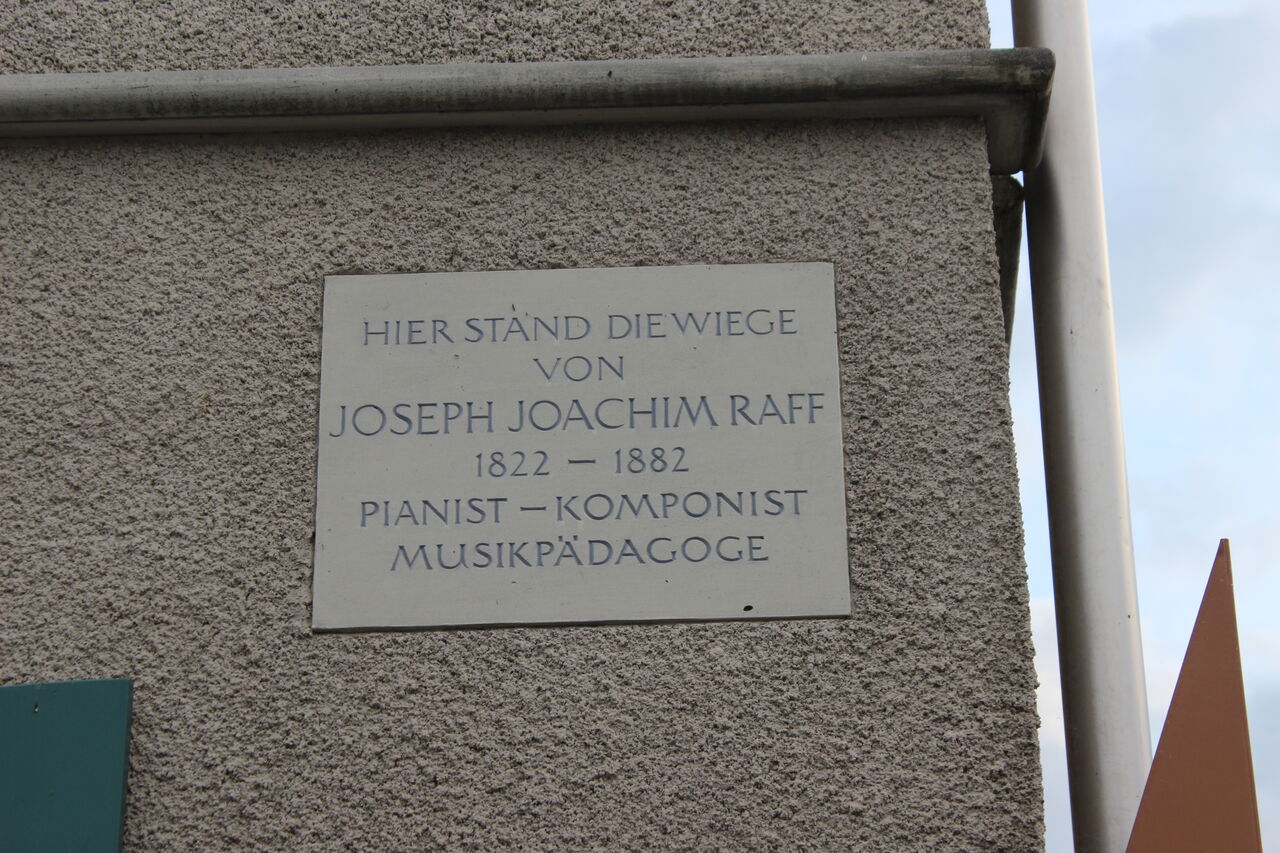 HIER STAND DIE WIEGE
VON
JOSEPH JOACHIM RAFF
1822 – 1882
PIANIST – KOMPONIST
MUSIKPÄDAGOGE